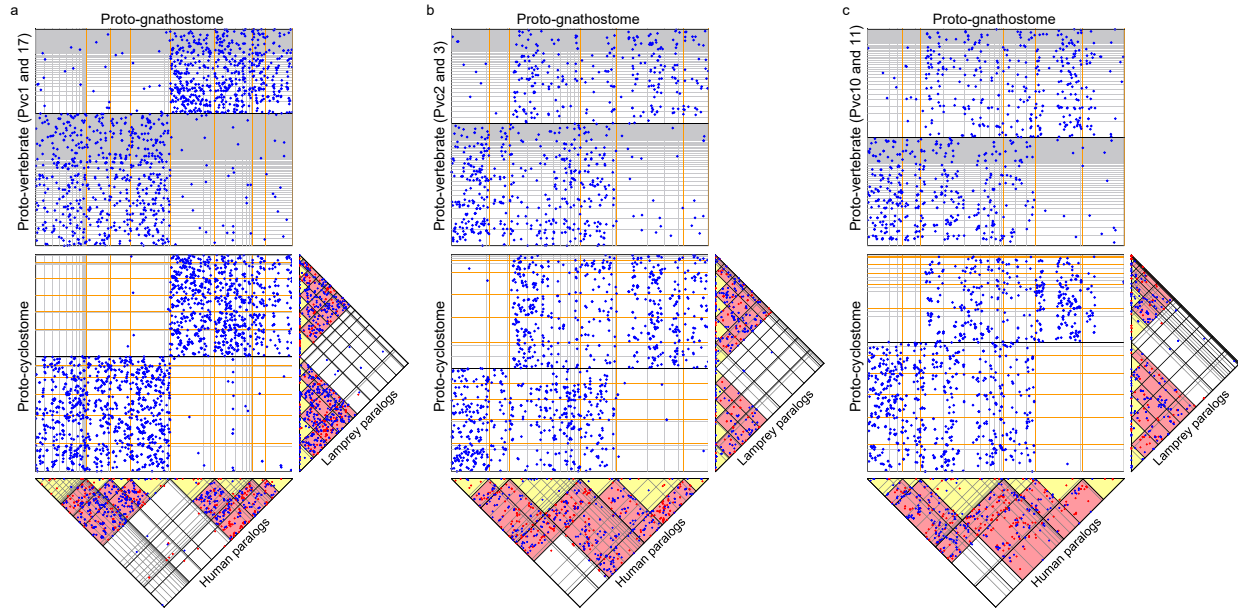 a
Proto-gnathostome
Proto-vertebrate (Pvc1 and 17)
Proto-cyclostome
Lamprey paralogs
Human paralogs
b
Proto-gnathostome
Proto-vertebrate (Pvc2 and 3)
Proto-cyclostome
Lamprey paralogs
Human paralogs
c
Proto-gnathostome
Proto-vertebrate (Pvc10 and 11)
Proto-cyclostome
Lamprey paralogs
Human paralogs